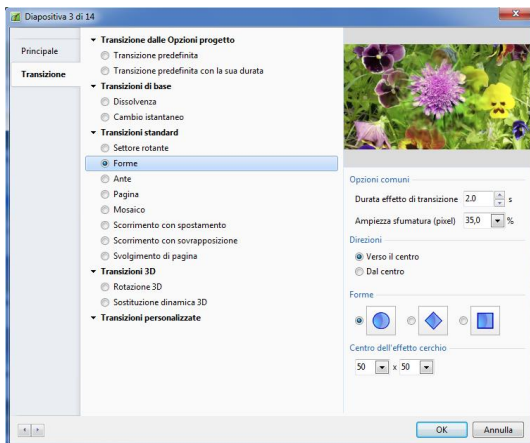 Diapositiva 3 di 14
Principale
Transizione
Transizione dalle Opzioni progetto
Transizione predefinita
Transizione predefinita con la sua durata
Transizioni di base
Dissolvenza
Cambio istantaneo
Transizioni standard
Settore rotante
Forme
Ante
Pagina
Mosaico
Scorrimento con spostamento
Scorrimento con sovrapposizione
Svolgimento di pagina
Transizioni 3D
Rotazione 3D
Sostituzione dinamica 3D
Transizioni personalizzate
Opzioni comuni
Durata effetto di transizione 2.0 s
Ampiezza sfumatura (pixel) 35,0 %
Direzioni
Verso il centro
Dal centro
Forme
Centro dell'effetto cerchio
50 x 50
OK Annulla